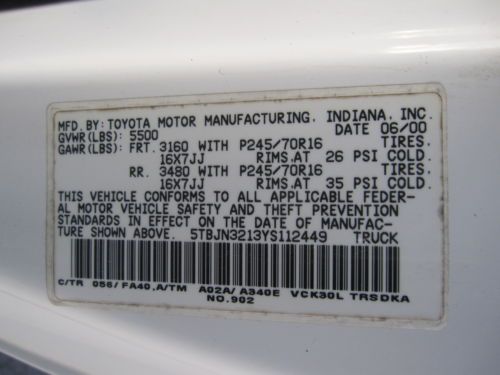 MFD. BY: TOYOTA MOTOR MANUFACTURING, INDIANA, INC.
GVWR(LBS): 5500 DATE 06/00
GAWR(LBS): FRT. 3160 WITH P245/70R16 TIRES.
16X7JJ RIMS.AT 26 PSI COLD.
RR. 3480 WITH P245/70R16 TIRES.
16X7JJ RIMS.AT 35 PSI COLD.
THIS VEHICLE CONFORMS TO ALL APPLICABLE FEDER-
AL MOTOR VEHICLE SAFETY AND THEFT PREVENTION
STANDARDS IN EFFECT ON THE DATE OF MANUFAC-
TURE SHOWN ABOVE. 5TBJN3213YS112449 TRUCK
C/TR 056/FA40.A/TM A02A/A340E VCK30L TRSDKA
NO.902